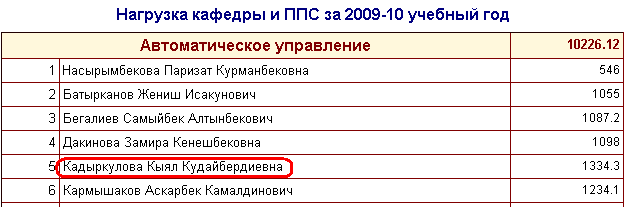 Нагрузка кафедры и ППС за 2009-10 учебный год
Автоматическое управление 10226.12
1 Насырымбекова Паризат Курманбековна 546
2 Батырканов Жениш Исакунович 1055
3 Бегалиев Самыйбек Алтынбекович 1087.2
4 Дакинова Замира Кенешбековна 1098
5 Кадыркулова Кыял Кудайбердиевна 1334.3
6 Кармышаков Аскарбек Камалдинович 1234.1